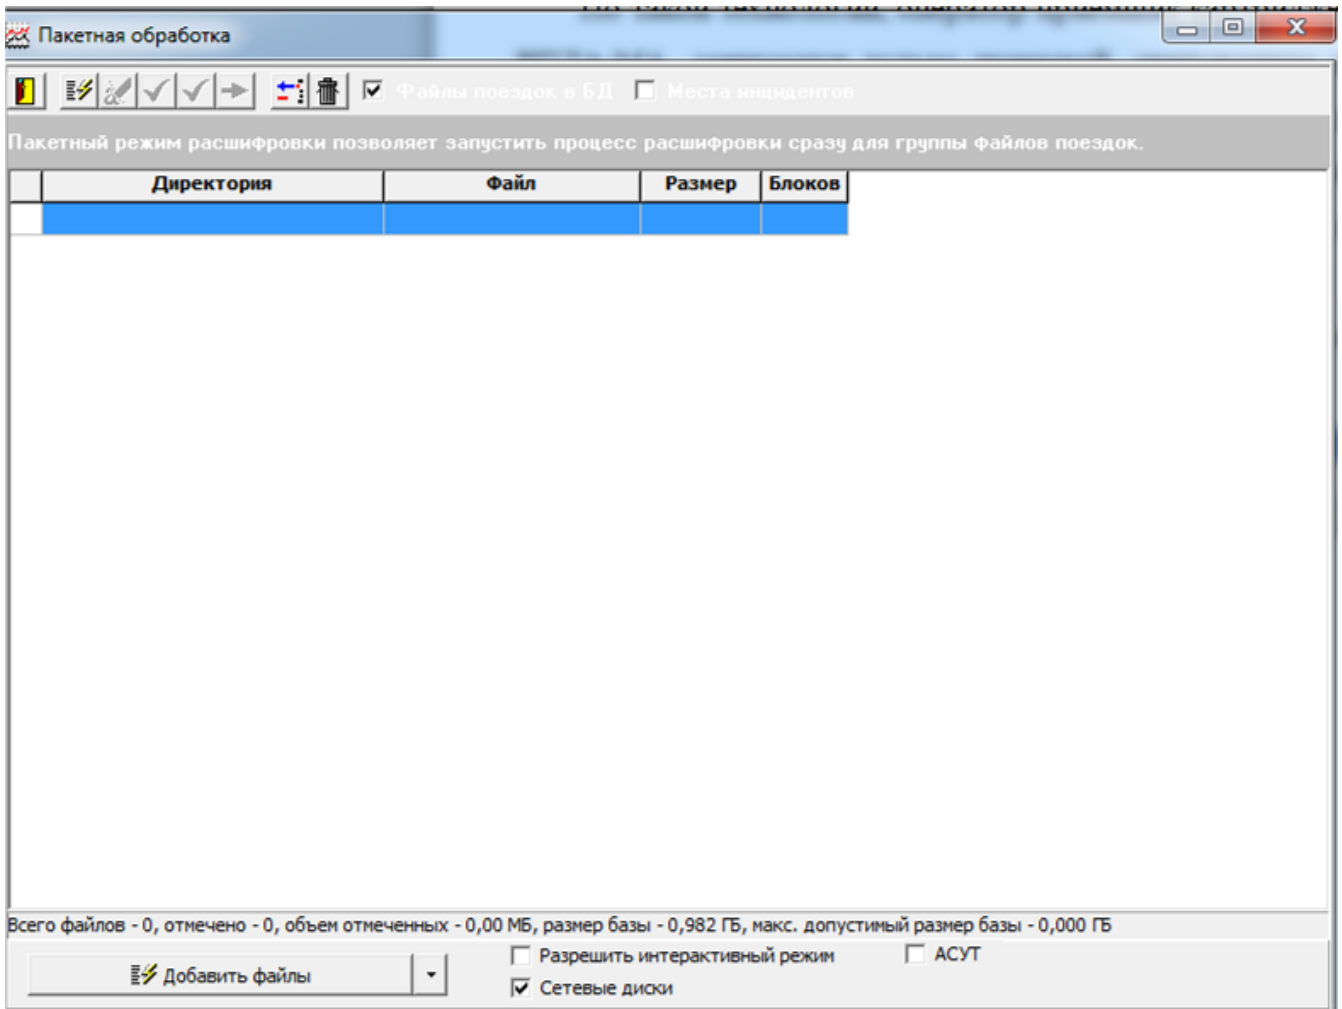 Пакетная обработка
Файлы поездок в БД Места инцидентов
Пакетный режим расшифровки позволяет запустить процесс расшифровки сразу для группы файлов поездок.
Директория Файл Размер Блоков
Всего файлов - 0, отмечено - 0, объем отмеченных - 0,00 МБ, размер базы - 0,982 ГБ, макс. допустимый размер базы - 0,000 ГБ
Разрешить интерактивный режим АСУТ
Добавить файлы
Сетевые диски